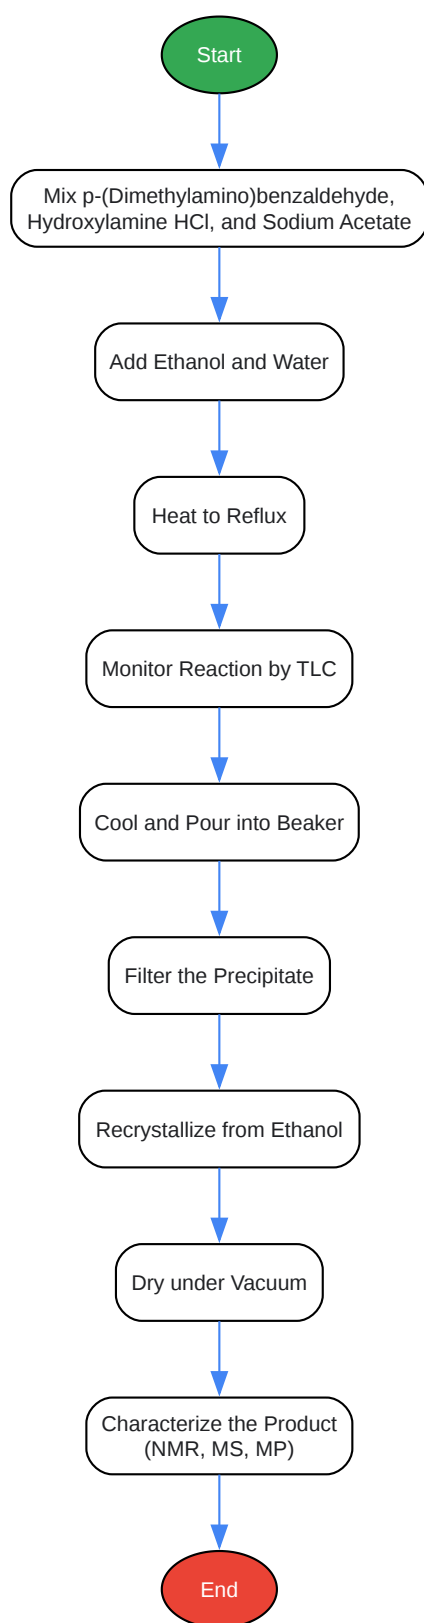 Start
Mix p-(Dimethylamino)benzaldehyde,
Hydroxylamine HCl, and Sodium Acetate
Add Ethanol and Water
Heat to Reflux
Monitor Reaction by TLC
Cool and Pour into Beaker
Filter the Precipitate
Recrystallize from Ethanol
Dry under Vacuum
Characterize the Product
(NMR, MS, MP)
End